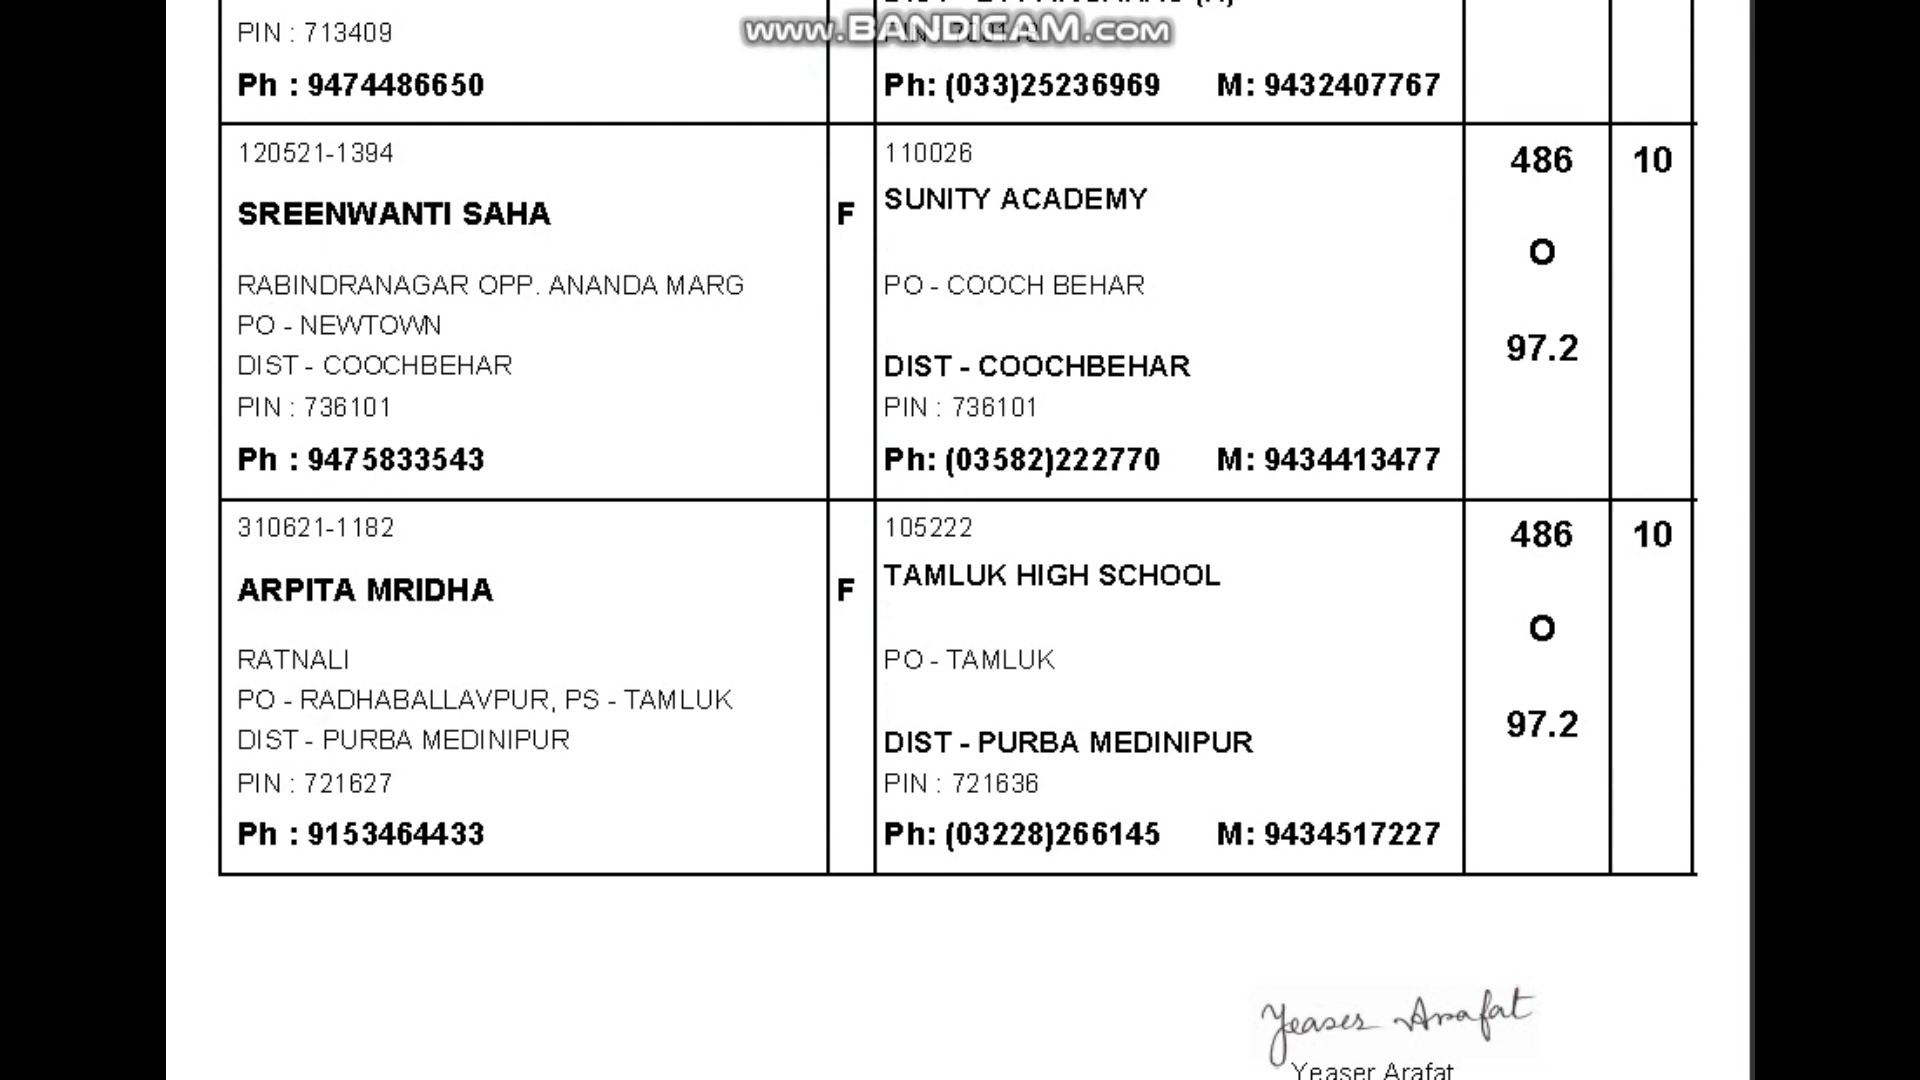 www.BANDICAM.com
PIN : 713409
Ph : 9474486650
Ph: (033)25236969 M: 9432407767
120521-1394
SREENWANTI SAHA
RABINDRANAGAR OPP. ANANDA MARG
PO - NEWTOWN
DIST - COOCHBEHAR
PIN : 736101
Ph : 9475833543
F
110026
SUNITY ACADEMY
PO - COOCH BEHAR
DIST - COOCHBEHAR
PIN : 736101
Ph: (03582)222770 M: 9434413477
486
O
97.2
10
310621-1182
ARPITA MRIDHA
RATNALI
PO - RADHABALLAVPUR, PS - TAMLUK
DIST - PURBA MEDINIPUR
PIN : 721627
Ph : 9153464433
F
105222
TAMLUK HIGH SCHOOL
PO - TAMLUK
DIST - PURBA MEDINIPUR
PIN : 721636
Ph: (03228)266145 M: 9434517227
486
O
97.2
10
Yeaser Arafat
Yeaser Arafat